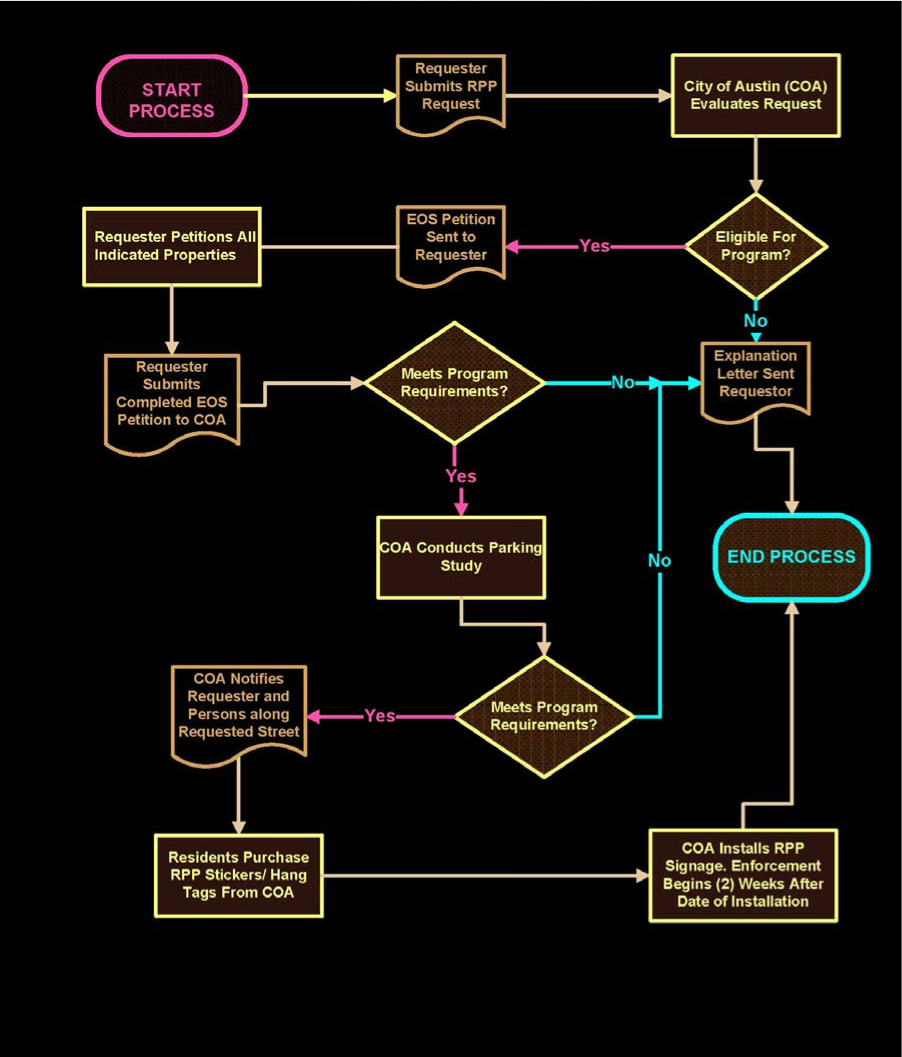 START
PROCESS
Requester
Submits RPP
Request
City of Austin (COA)
Evaluates Request
Requester Petitions All
Indicated Properties
EOS Petition
Sent to
Requester
Yes
Eligible For
Program?
No
Requester
Submits
Completed EOS
Petition to COA
Meets Program
Requirements?
No
Explanation
Letter Sent
Requestor
Yes
COA Conducts Parking
Study
No
END PROCESS
COA Notifies
Requester and
Persons along
Requested Street
Yes
Meets Program
Requirements?
Residents Purchase
RPP Stickers/ Hang
Tags From COA
COA Installs RPP
Signage. Enforcement
Begins (2) Weeks After
Date of Installation